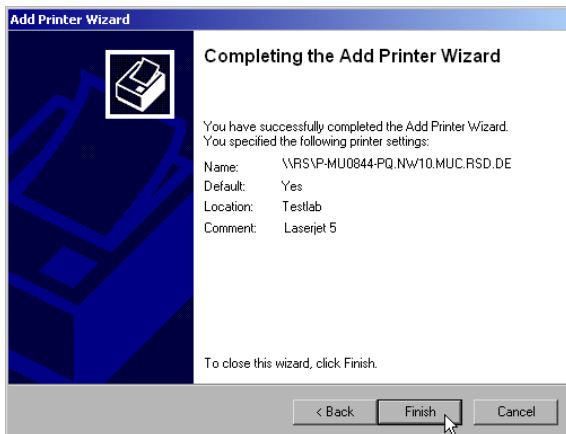 Add Printer Wizard
Completing the Add Printer Wizard
You have successfully completed the Add Printer Wizard.
You specified the following printer settings:
Name: \\RS\P-MU0844-PQ.NW10.MUC.RSD.DE
Default: Yes
Location: Testlab
Comment: Laserjet 5
To close this wizard, click Finish.
< Back Finish Cancel